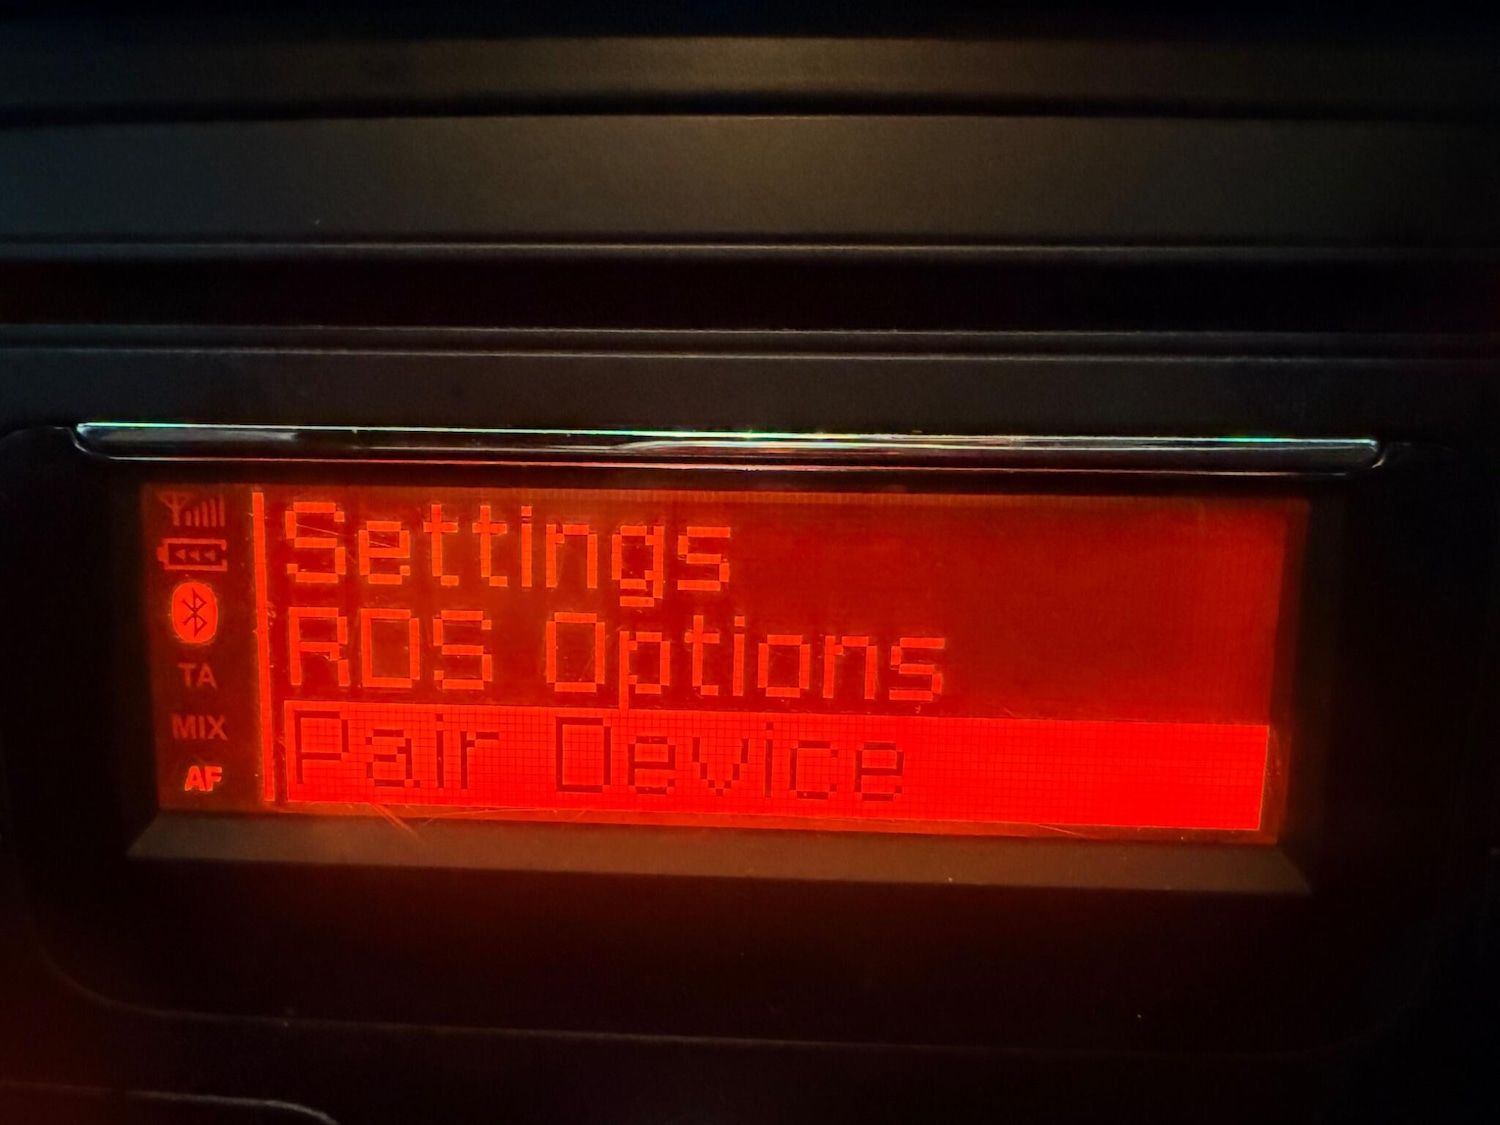 Settings
RDS Options
Pair Device
TA
MIX
AF